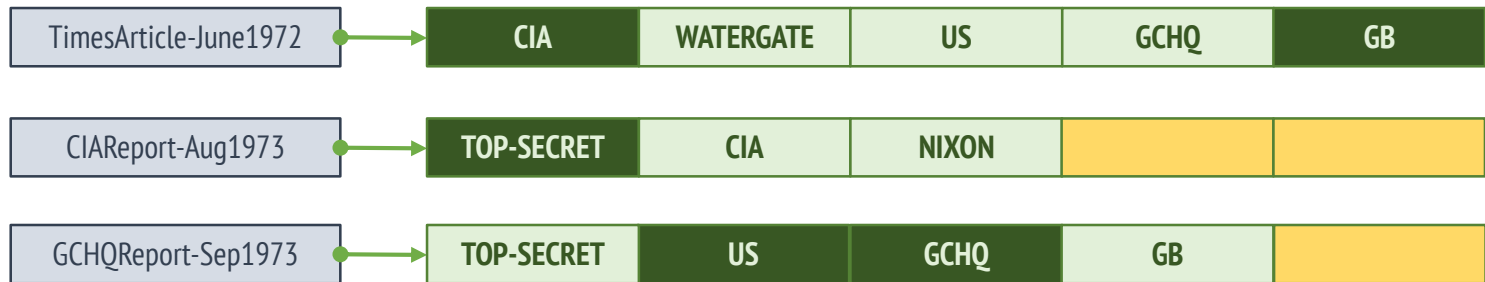 TimesArticle-June1972 CIA WATERGATE US GCHQ GB
CIAReport-Aug1973 TOP-SECRET CIA NIXON
GCHQReport-Sep1973 TOP-SECRET US GCHQ GB